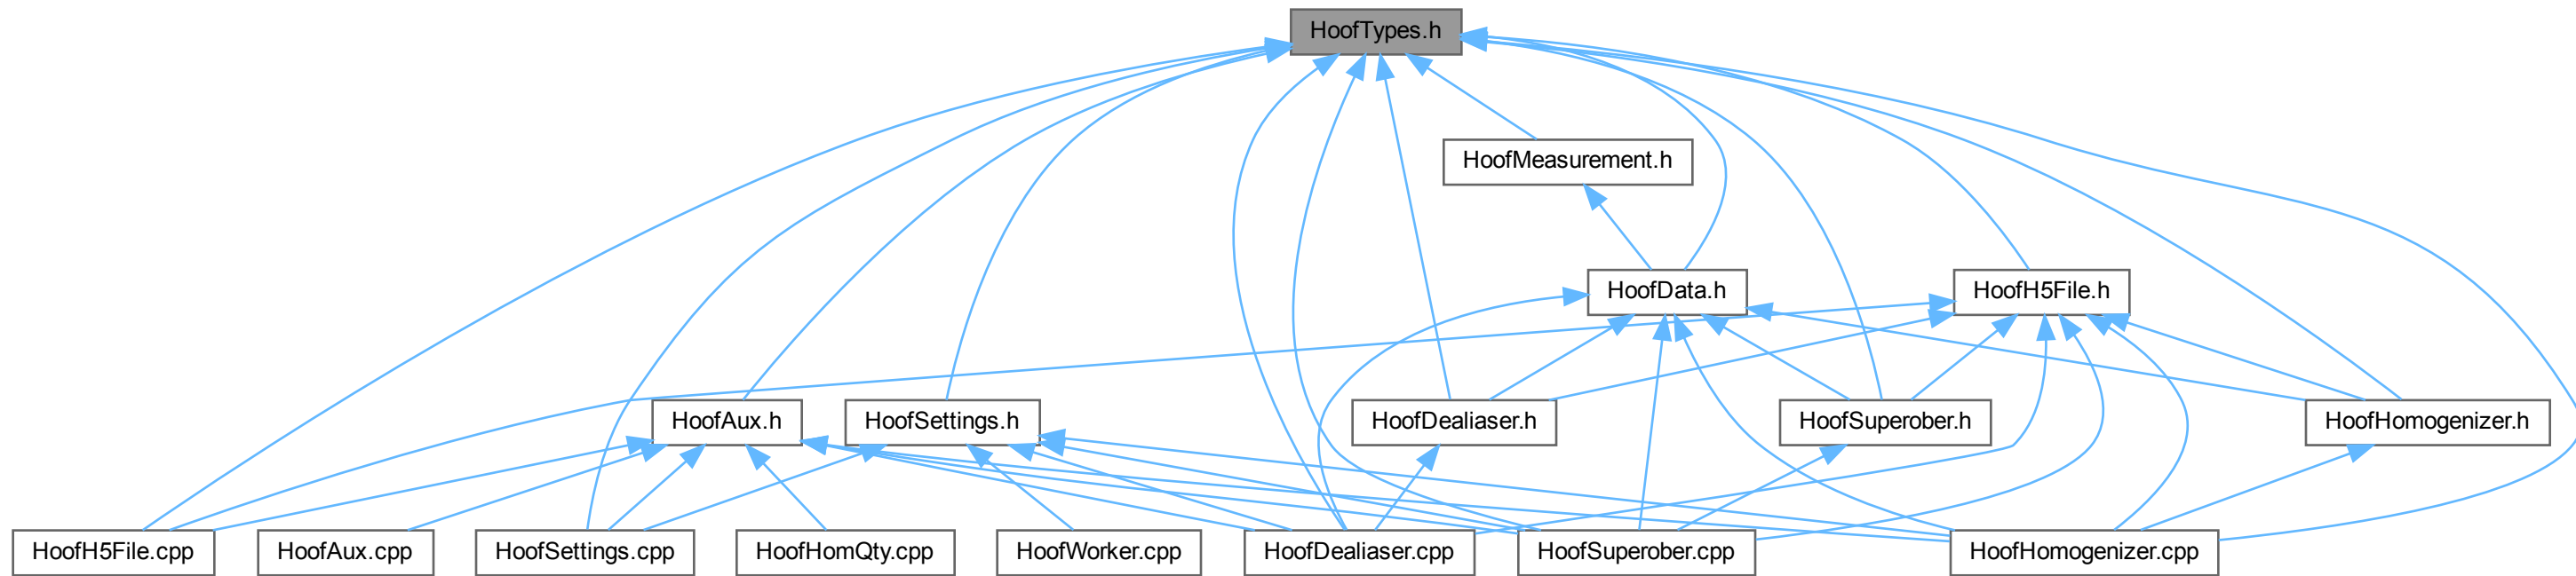 HoofTypes.h
HoofMeasurement.h
HoofData.h
HoofH5File.h
HoofAux.h
HoofSettings.h
HoofDealiaser.h
HoofSuperober.h
HoofHomogenizer.h
HoofH5File.cpp
HoofAux.cpp
HoofSettings.cpp
HoofHomQty.cpp
HoofWorker.cpp
HoofDealiaser.cpp
HoofSuperober.cpp
HoofHomogenizer.cpp